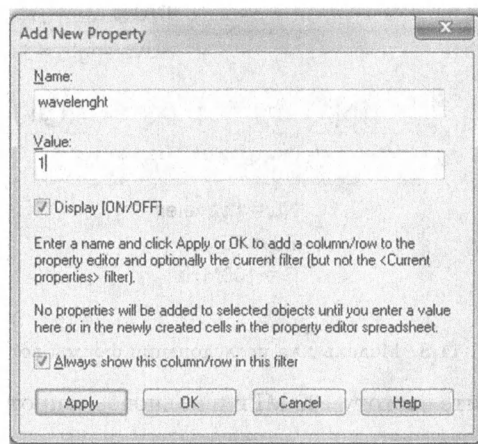 Add New Property
Name:
wavelenght
Value:
1
Display [ON/OFF]
Enter a name and click Apply or OK to add a column/row to the
property editor and optionally the current filter (but not the <Current
properties> filter).
No properties will be added to selected objects until you enter a value
here or in the newly created cells in the property editor spreadsheet.
Always show this column/row in this filter
Apply
OK
Cancel
Help